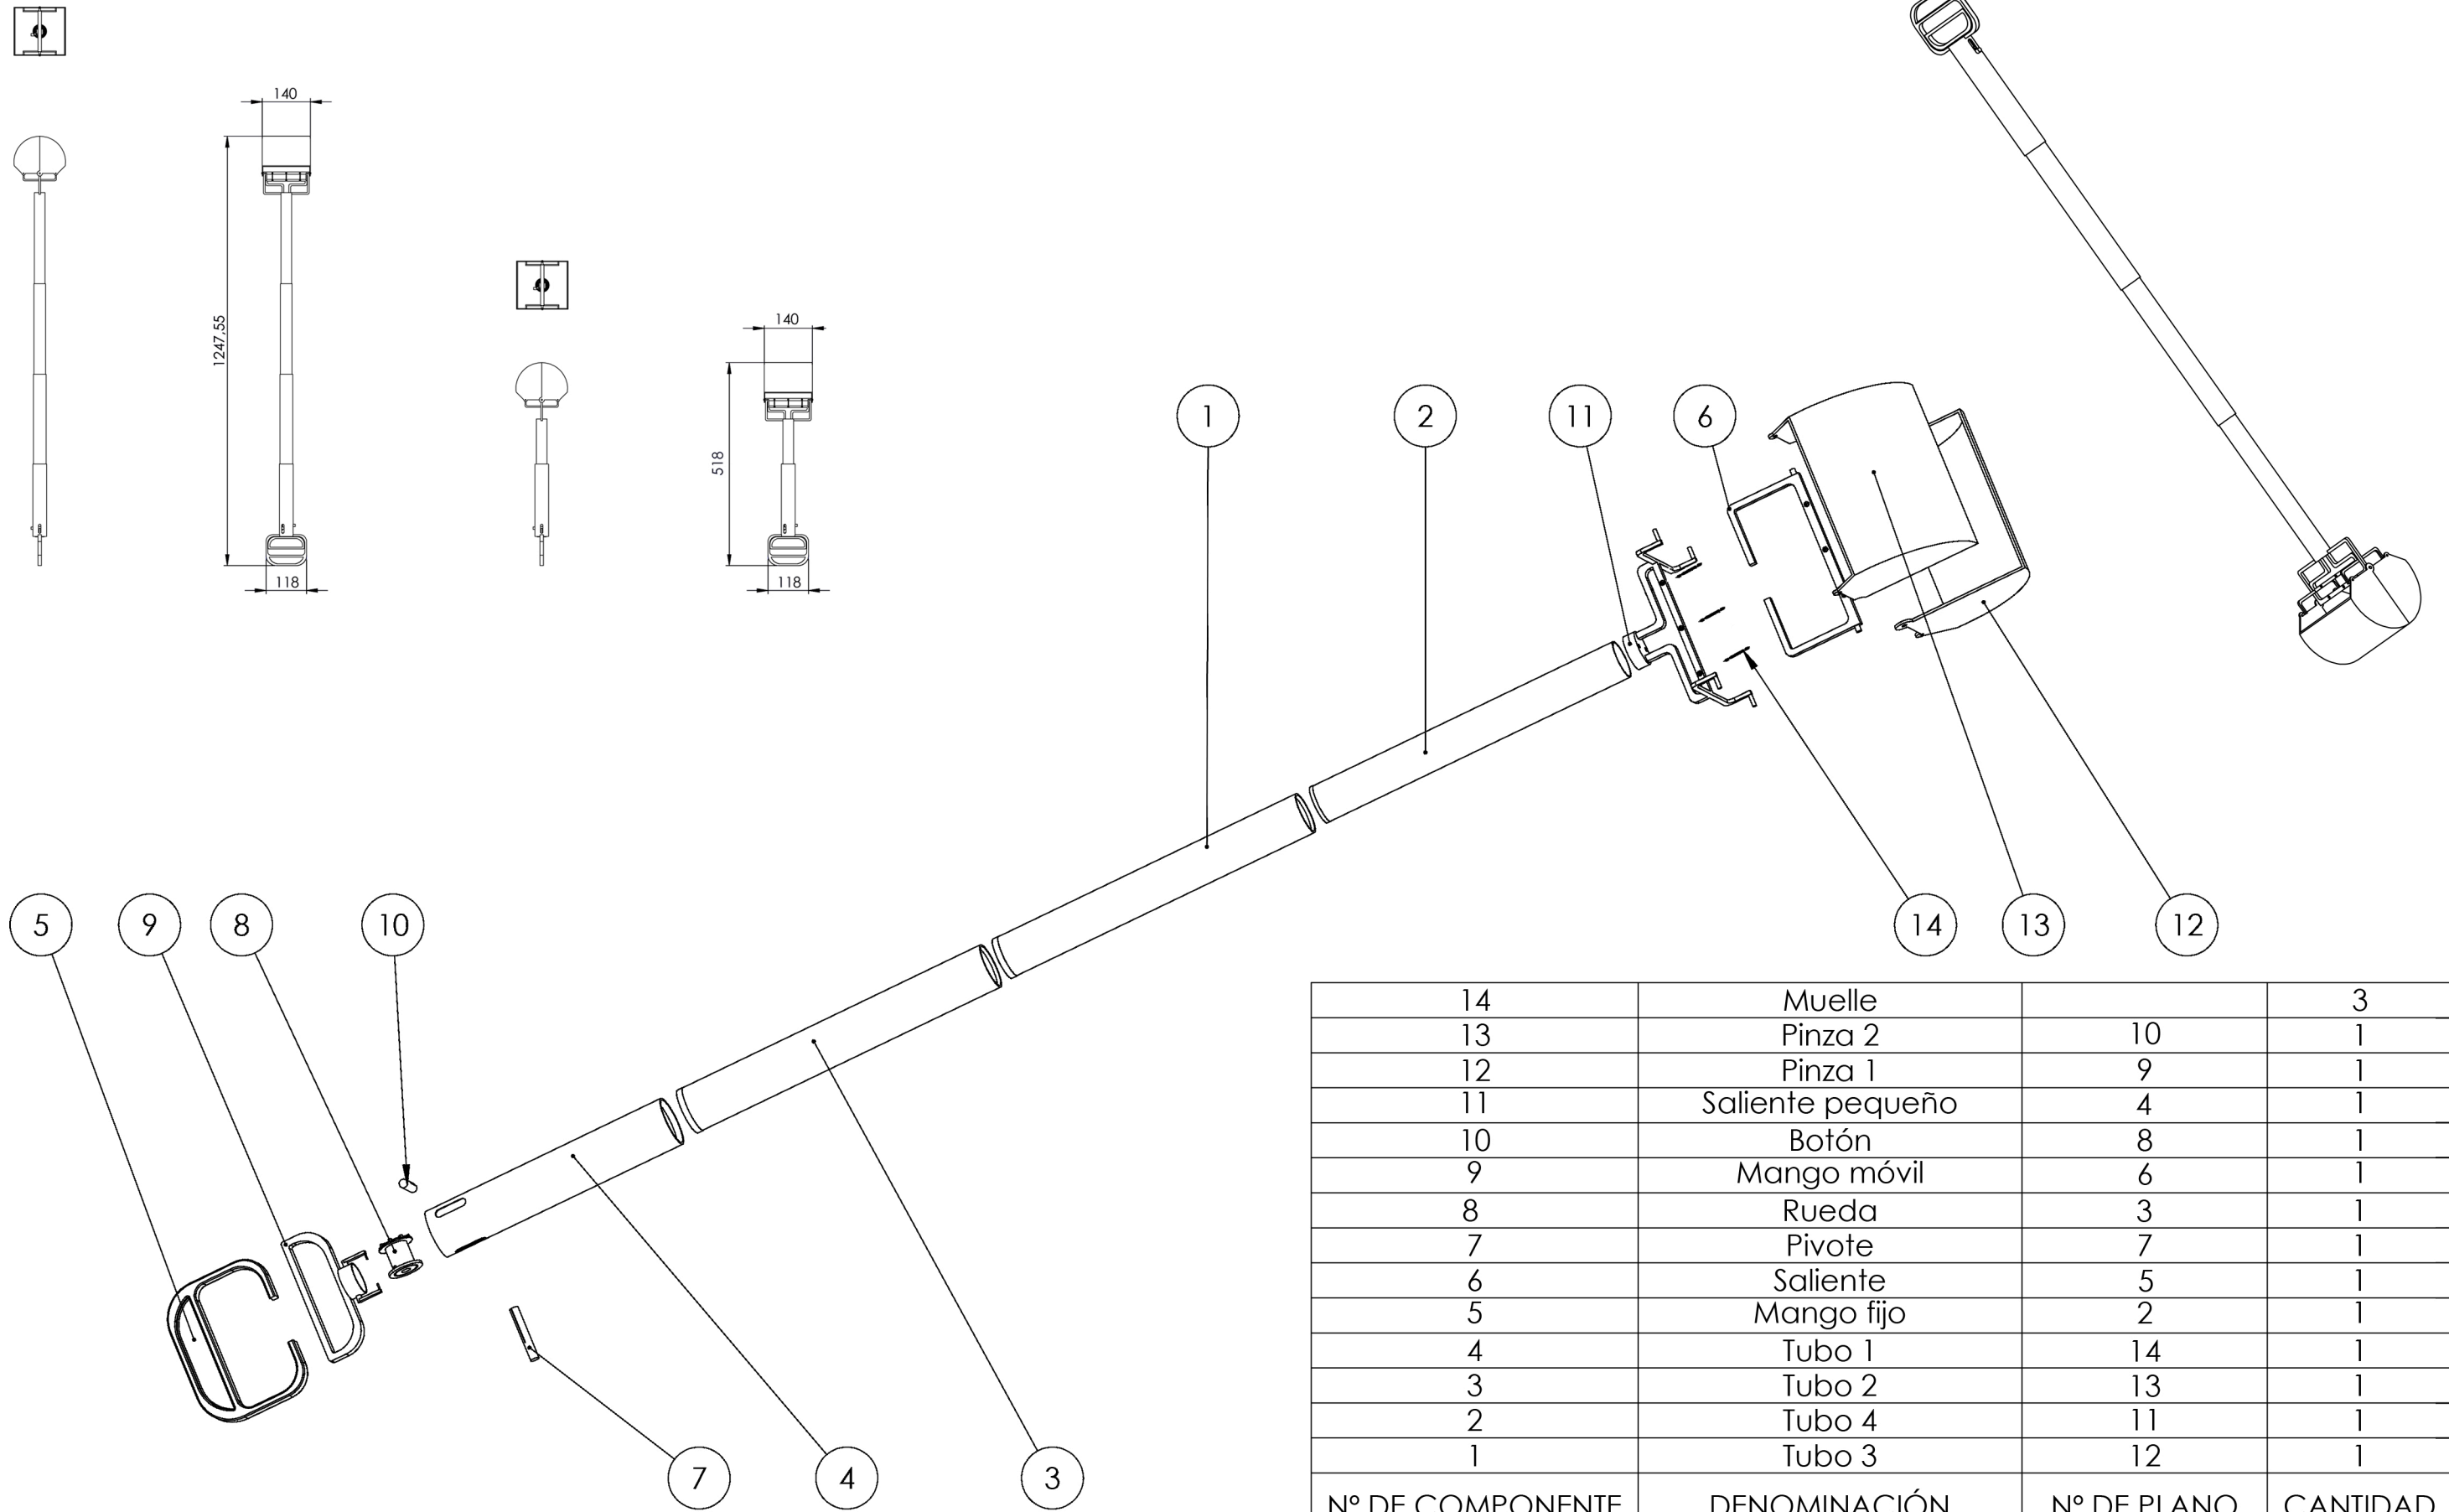 140
1247,55
118
140
518
118
1
2
11
6
5
9
8
10
14
13
12
7
4
3
14 Muelle 3
13 Pinza 2 10 1
12 Pinza 1 9 1
11 Saliente pequeño 4 1
10 Botón 8 1
9 Mango móvil 6 1
8 Rueda 3 1
7 Pivote 7 1
6 Saliente 5 1
5 Mango fijo 2 1
4 Tubo 1 14 1
3 Tubo 2 13 1
2 Tubo 4 11 1
1 Tubo 3 12 1
Nº DE COMPONENTE DENOMINACIÓN Nº DE PLANO CANTIDAD